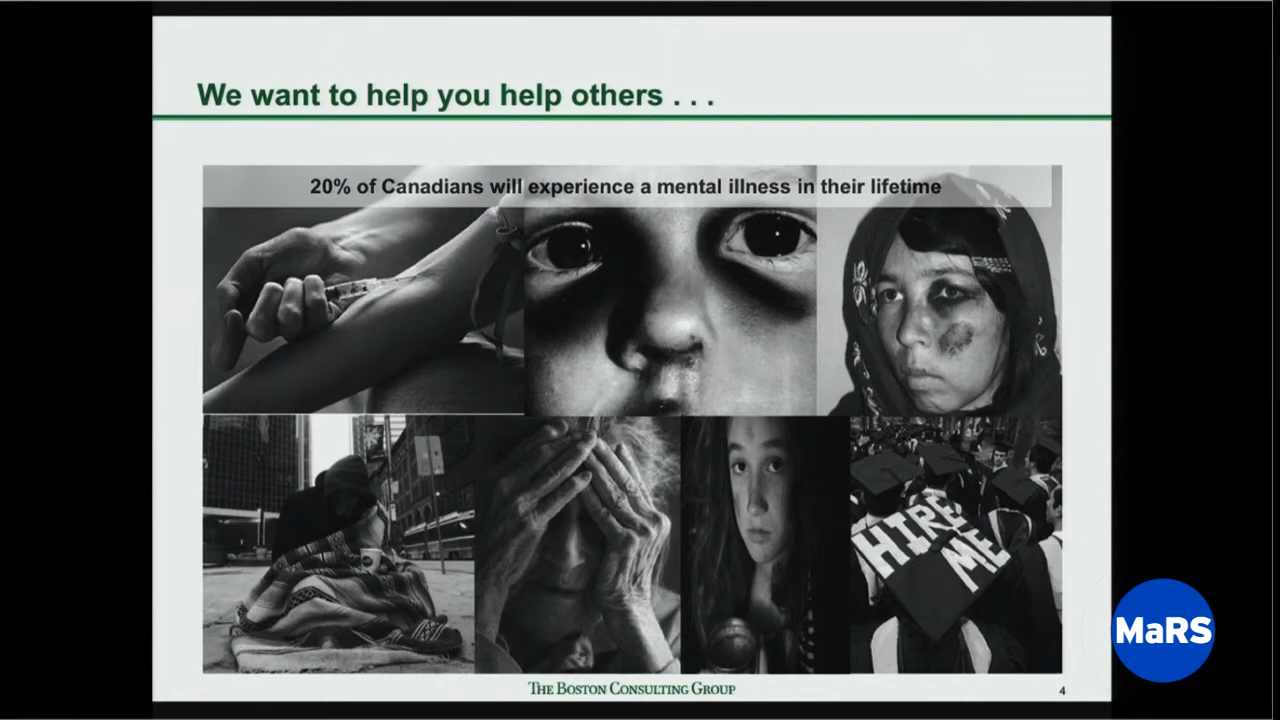 We want to help you help others . . .
20% of Canadians will experience a mental illness in their lifetime
HIRE
ME
MaRS
THE BOSTON CONSULTING GROUP
4